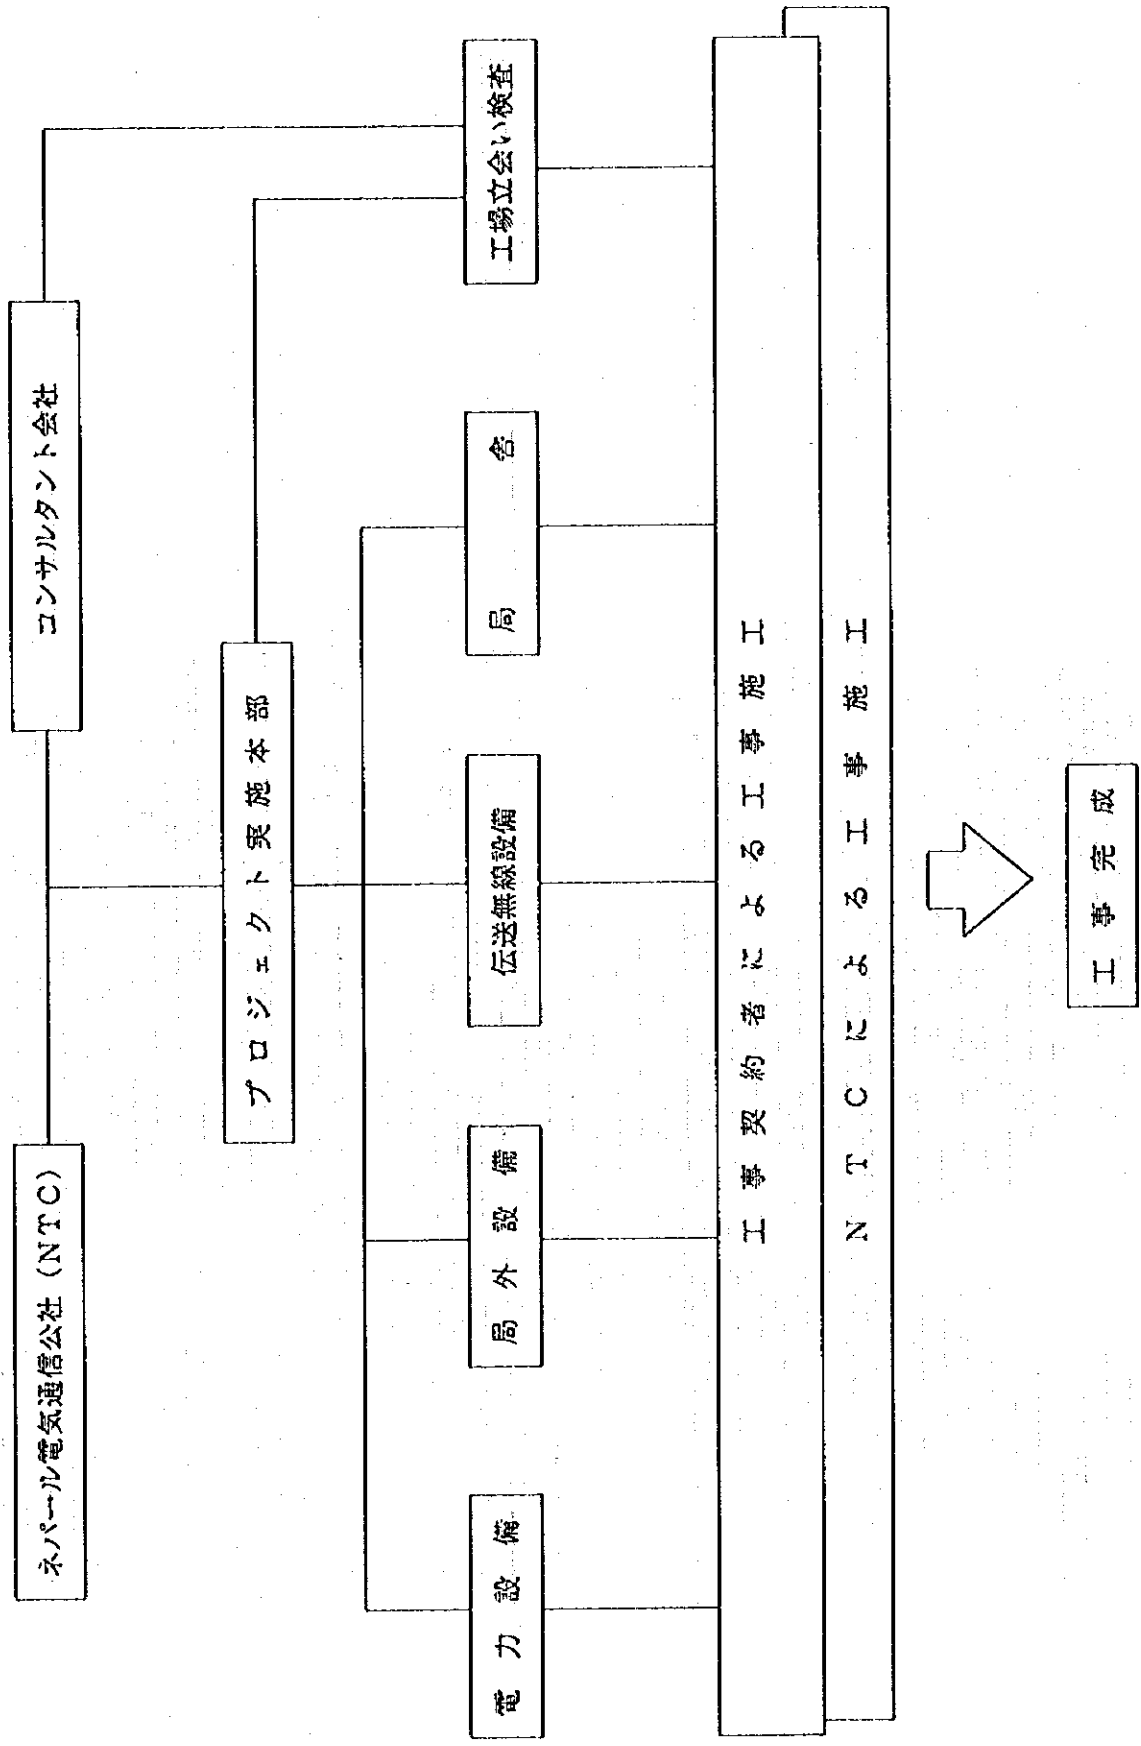 ネパール電気通信公社(NTC)
コンサルタント会社
プロジェクト実施本部
電力設備
局外設備
伝送無線設備
局舎
工場立会い検査
工事契約者による工事施工
NTCによる工事施工
工事完成